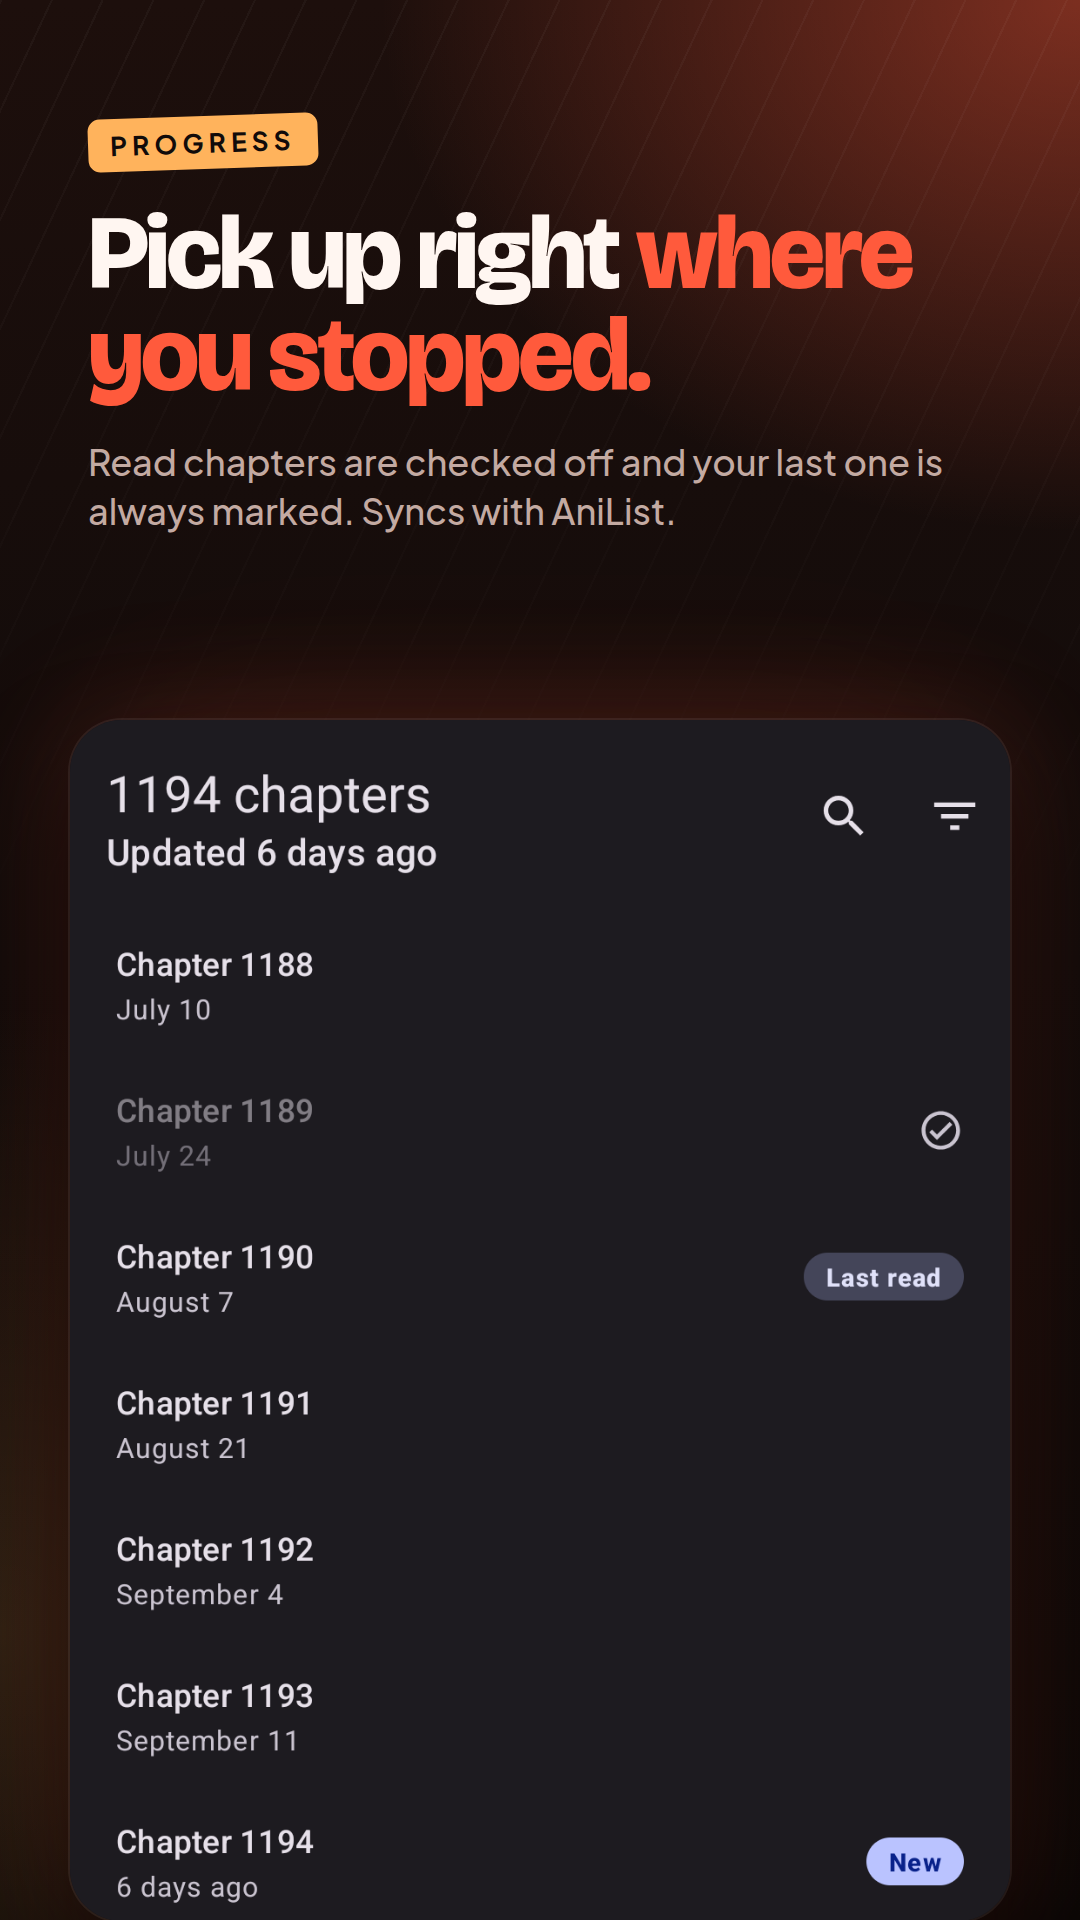 PROGRESS
Pick up right where
you stopped.
Read chapters are checked off and your last one is
always marked. Syncs with AniList.
1194 chapters
Updated 6 days ago
Chapter 1188
July 10
Chapter 1189
July 24
Chapter 1190
August 7
Last read
Chapter 1191
August 21
Chapter 1192
September 4
Chapter 1193
September 11
Chapter 1194
6 days ago
New